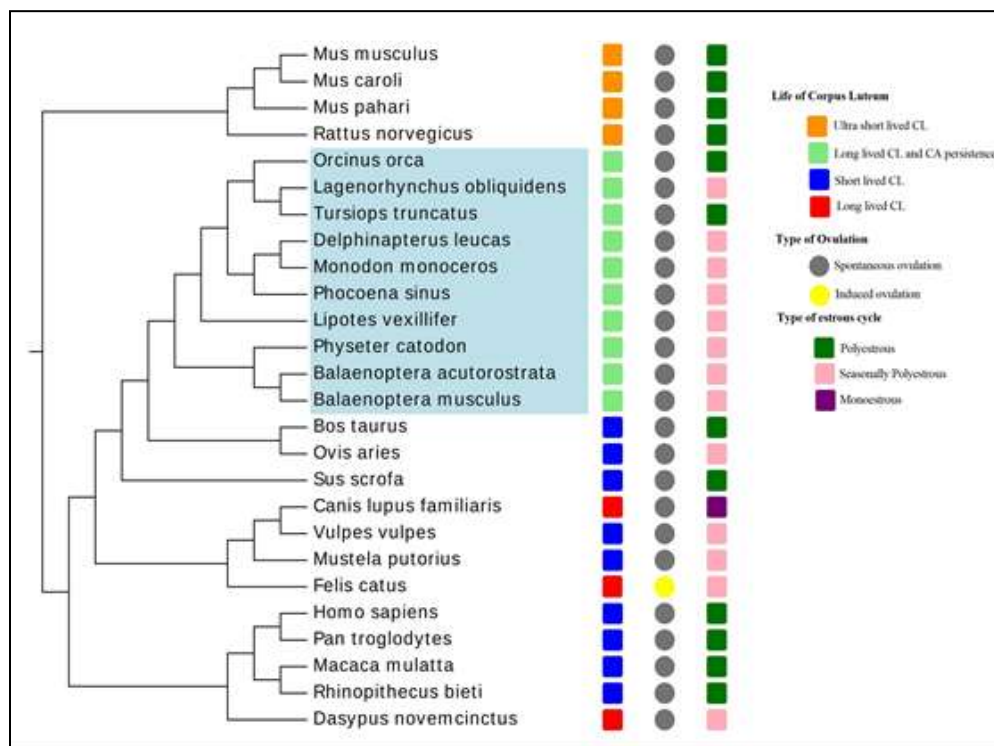 Mus musculus
Mus caroli
Mus pahari
Rattus norvegicus
Orcinus orca
Lagenorhynchus obliquidens
Tursiops truncatus
Delphinapterus leucas
Monodon monoceros
Phocoena sinus
Lipotes vexillifer
Physeter catodon
Balaenoptera acutorostrata
Balaenoptera musculus
Bos taurus
Ovis aries
Sus scrofa
Canis lupus familiaris
Vulpes vulpes
Mustela putorius
Felis catus
Homo sapiens
Pan troglodytes
Macaca mulatta
Rhinopithecus bieti
Dasypus novemcinctus
Life of Corpus Luteum
Ultra short lived CL
Long lived CL and CA persistence
Short lived CL
Long lived CL
Type of Ovulation
Spontaneous ovulation
Induced ovulation
Type of estrous cycle
Polyestrous
Seasonally Polyestrous
Monoestrous